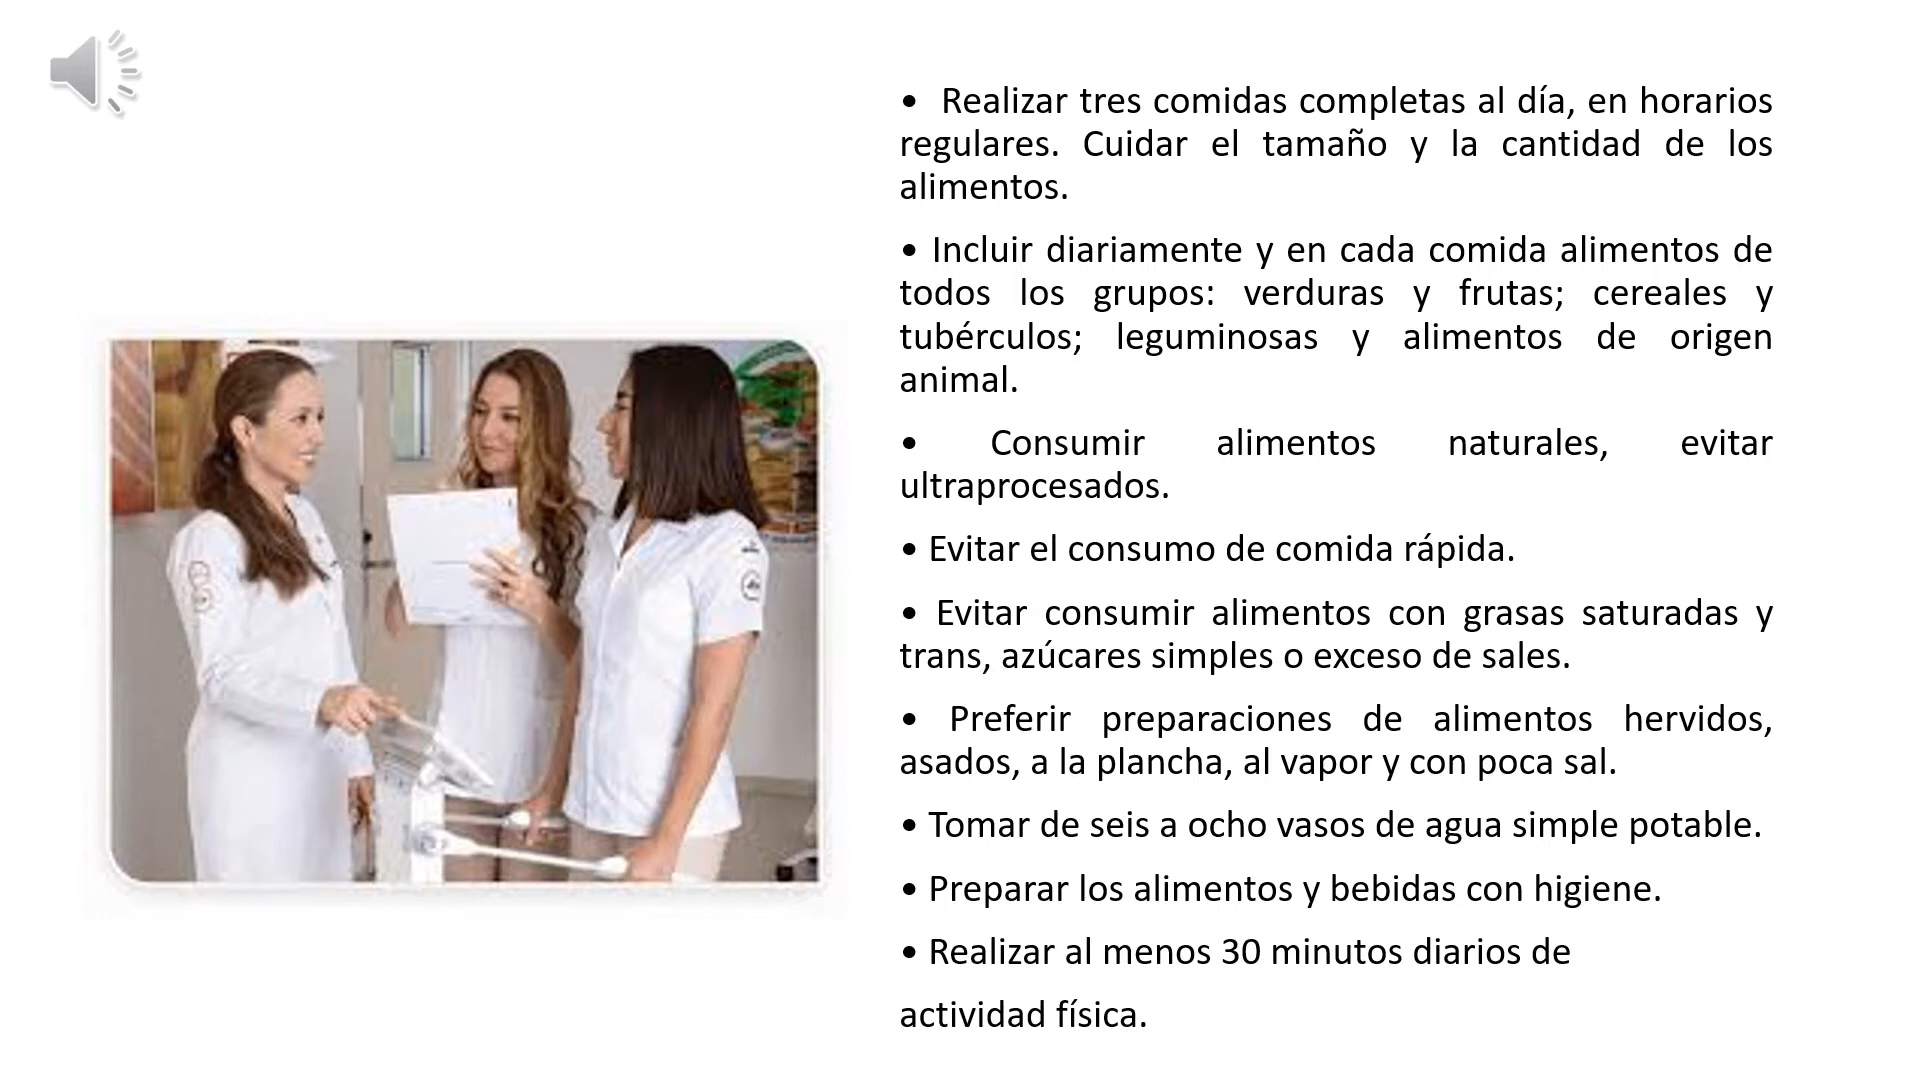 • Realizar tres comidas completas al día, en horarios
regulares. Cuidar el tamaño y la cantidad de los
alimentos.
• Incluir diariamente y en cada comida alimentos de
todos los grupos: verduras y frutas; cereales y
tubérculos; leguminosas y alimentos de origen
animal.
• Consumir alimentos naturales, evitar
ultraprocesados.
• Evitar el consumo de comida rápida.
• Evitar consumir alimentos con grasas saturadas y
trans, azúcares simples o exceso de sales.
• Preferir preparaciones de alimentos hervidos,
asados, a la plancha, al vapor y con poca sal.
• Tomar de seis a ocho vasos de agua simple potable.
• Preparar los alimentos y bebidas con higiene.
• Realizar al menos 30 minutos diarios de
actividad física.